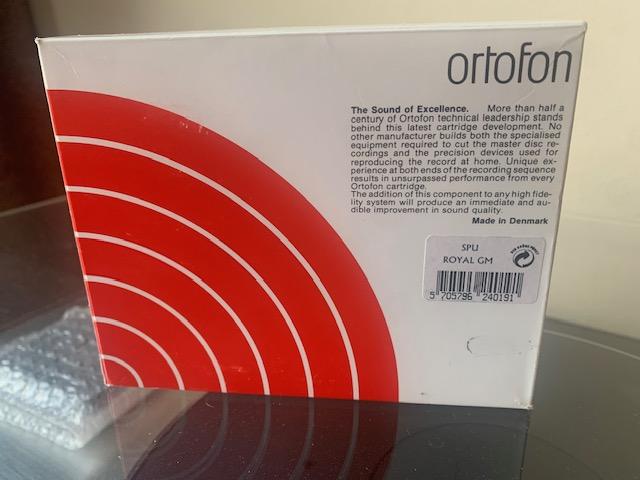 ortofon
The Sound of Excellence. More than half a
century of Ortofon technical leadership stands
behind this latest cartridge development. No
other manufacturer builds both the specialised
equipment required to cut the master disc re-
cordings and the precision devices used for
reproducing the record at home. Unique ex-
perience at both ends of the recording sequence
results in unsurpassed performance from every
Ortofon cartridge.
The addition of this component to any high fide-
lity system will produce an immediate and au-
dible improvement in sound quality.
Made in Denmark
SPU
ROYAL GM
5 705796 240191